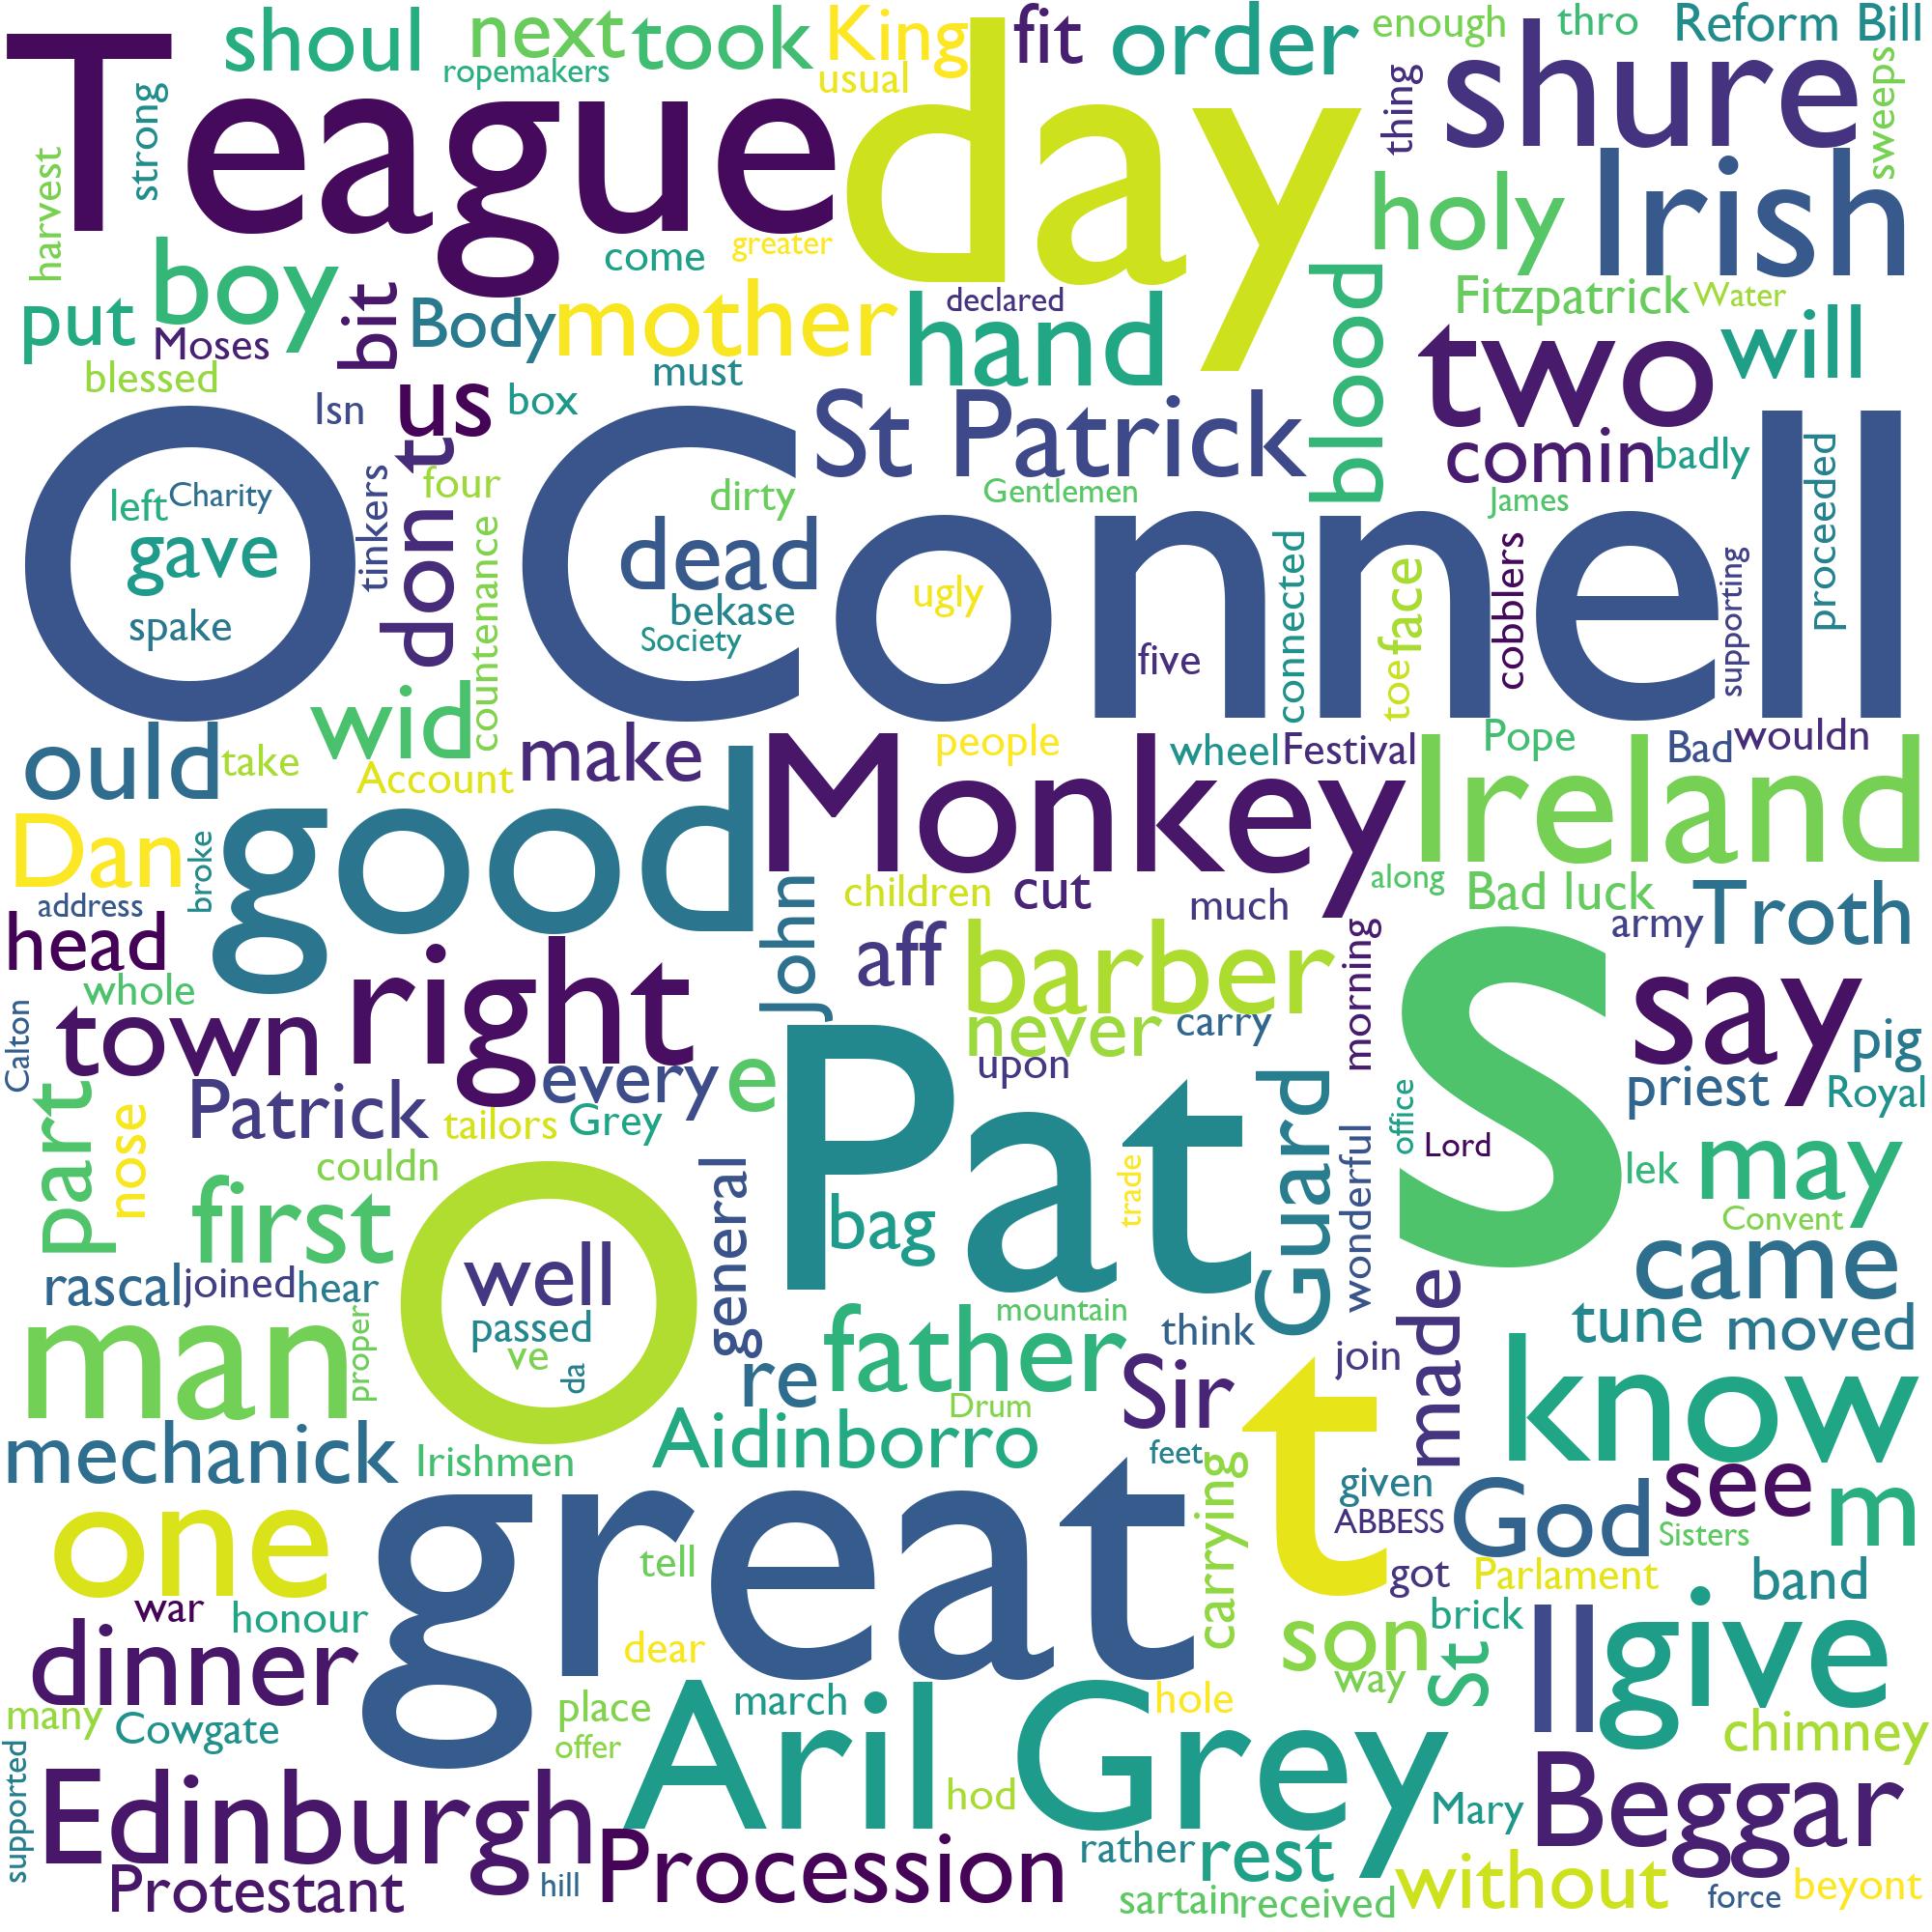 shoul next took King fit order enough thro Reform Bill
ropemakers usual
Teague day shure
strong thing sweeps
harvest holy Irish
come greater
put boy bit Body mother declared hand blood Fitzpatrick Water
Moses two will
blessed must
Isn us box St Patrick comin badly proceeded
O Connell
left Charity tinkers four dirty Gentlemen James
gave don t countenance dead connected cobblers supporting
spake bekase ugly toe face
Society five
wid
ould take make Monkey people wheel Festival Pope Bad wouldn
Account Ireland
Dan broke good
address John children cut much along Bad luck
head aff barber morning army Troth
whole right never carry S say
Calton town upon pig
Patrick every e Pat priest Royal
part nose tailors Grey Guard office
couldn trade wonderful Lord lek may
first O general bag Convent
well came
rascal joined hear passed mountain made tune moved
man proper ve da re father think join
Sir t know
Drum
mechanick Irishmen Aidinborro feet
carrying given God see m
one great ABBESS Sisters
tell got Parlament band
war honour brick
dinner dear son St ll give
many Cowgate place march hole way chimney
offer Aril Grey
supported Edinburgh hod Mary Beggar
Protestant hill Procession rather rest without
sartain received force beyont